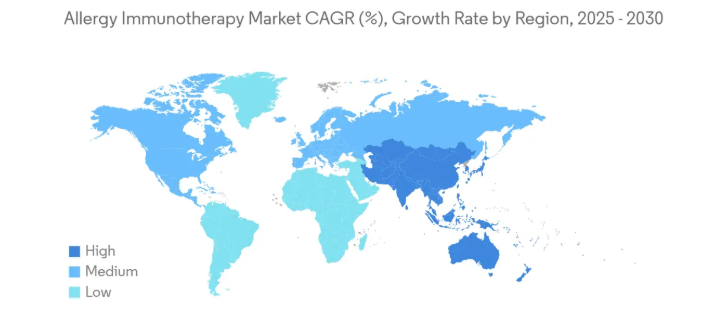 Allergy Immunotherapy Market CAGR (%), Growth Rate by Region, 2025 - 2030
High
Medium
Low